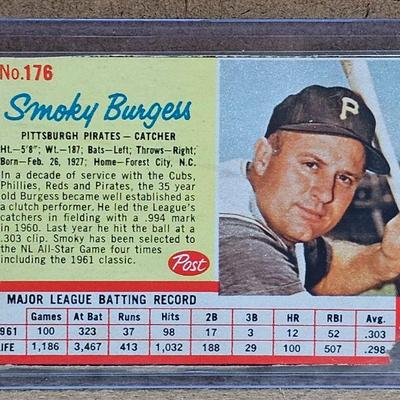 No.176
Smoky Burgess
PITTSBURGH PIRATES—CATCHER
Ht.—5'8"; Wt.—187; Bats—Left; Throws—Right;
Born—Feb. 26, 1927; Home—Forest City, N.C.
In a decade of service with the Cubs,
Phillies, Reds and Pirates, the 35 year
old Burgess became well established as
a clutch performer. He led the League's
catchers in fielding with a .994 mark
in 1960. Last year he hit the ball at a
.303 clip. Smoky has been selected to
the NL All-Star Game four times
including the 1961 classic.
Post
P
MAJOR LEAGUE BATTING RECORD
Games At Bat Runs Hits 2B 3B HR RBI Avg.
1961 100 323 37 98 17 3 12 52 .303
LIFE 1,186 3,467 413 1,032 188 29 100 507 .298